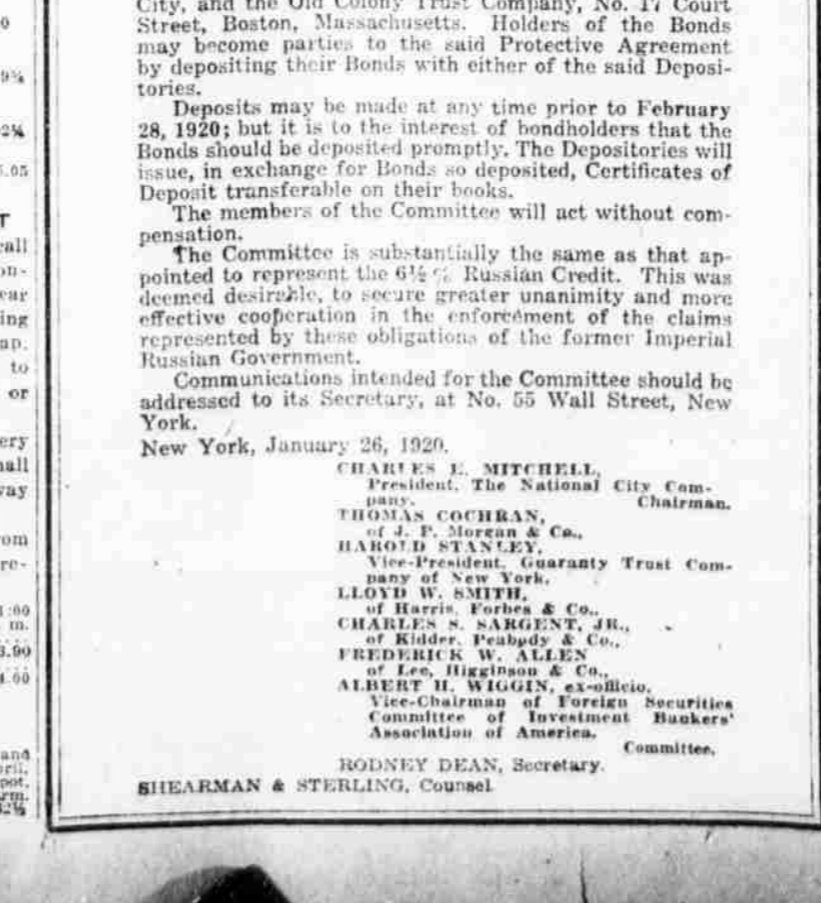 City, and the Old Colony Trust Company, No. 17 Court
Street, Boston, Massachusetts. Holders of the Bonds
may become parties to the said Protective Agreement
by depositing their Bonds with either of the said Deposi-
tories.
Deposits may be made at any time prior to February
28, 1920; but it is to the interest of bondholders that the
Bonds should be deposited promptly. The Depositories will
issue, in exchange for Bonds so deposited, Certificates of
Deposit transferable on their books.
The members of the Committee will act without com-
pensation.
The Committee is substantially the same as that ap-
pointed to represent the 6½% Russian Credit. This was
deemed desirable, to secure greater unanimity and more
effective cooperation in the enforcement of the claims
represented by these obligations of the former Imperial
Russian Government.
Communications intended for the Committee should be
addressed to its Secretary, at No. 55 Wall Street, New
York.
New York, January 26, 1920.
CHARLES E. MITCHELL,
President, The National City Com-
pany. Chairman.
THOMAS COCHRAN,
of J. P. Morgan & Co.,
HAROLD STANLEY,
Vice-President, Guaranty Trust Com-
pany of New York,
LLOYD W. SMITH,
of Harris, Forbes & Co.,
CHARLES S. SARGENT, JR.,
of Kidder, Peabody & Co.,
FREDERICK W. ALLEN
of Lee, Higginson & Co.,
ALBERT H. WIGGIN, ex-officio,
Vice-Chairman of Foreign Securities
Committee of Investment Bankers'
Association of America.
Committee.
RODNEY DEAN, Secretary.
SHEARMAN & STERLING, Counsel